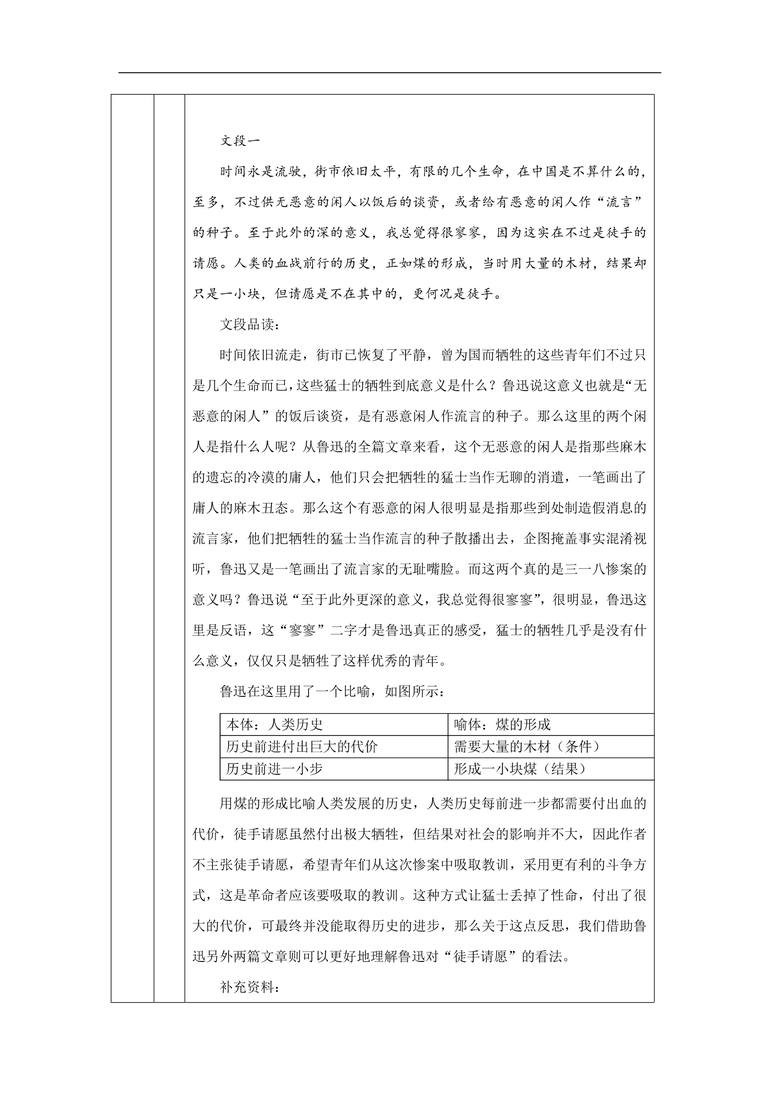 文段一
时间永是流驶，街市依旧太平，有限的几个生命，在中国是不算什么的，
至多，不过供无恶意的闲人以饭后的谈资，或者给有恶意的闲人作“流言”
的种子。至于此外的深的意义，我总觉得很寥寥，因为这实在不过是徒手的
请愿。人类的血战前行的历史，正如煤的形成，当时用大量的木材，结果却
只是一小块，但请愿是不在其中的，更何况是徒手。
文段品读：
时间依旧流走，街市已恢复了平静，曾为国而牺牲的这些青年们不过只
是几个生命而已，这些猛士的牺牲到底意义是什么？鲁迅说这意义也就是“无
恶意的闲人”的饭后谈资，是有恶意闲人作流言的种子。那么这里的两个闲
人是指什么人呢？从鲁迅的全篇文章来看，这个无恶意的闲人是指那些麻木
的遗忘的冷漠的庸人，他们只会把牺牲的猛士当作无聊的消遣，一笔画出了
庸人的麻木丑态。那么这个有恶意的闲人很明显是指那些到处制造假消息的
流言家，他们把牺牲的猛士当作流言的种子散播出去，企图掩盖事实混淆视
听，鲁迅又是一笔画出了流言家的无耻嘴脸。而这两个真的是三一八惨案的
意义吗？鲁迅说“至于此外更深的意义，我总觉得很寥寥”，很明显，鲁迅这
里是反语，这“寥寥”二字才是鲁迅真正的感受，猛士的牺牲几乎是没有什
么意义，仅仅只是牺牲了这样优秀的青年。
鲁迅在这里用了一个比喻，如图所示：
本体：人类历史 喻体：煤的形成
历史前进付出巨大的代价 需要大量的木材（条件）
历史前进一小步 形成一小块煤（结果）
用煤的形成比喻人类发展的历史，人类历史每前进一步都需要付出血的
代价，徒手请愿虽然付出极大牺牲，但结果对社会的影响并不大，因此作者
不主张徒手请愿，希望青年们从这次惨案中吸取教训，采用更有利的斗争方
式，这是革命者应该要吸取的教训。这种方式让猛士丢掉了性命，付出了很
大的代价，可最终并没能取得历史的进步，那么关于这点反思，我们借助鲁
迅另外两篇文章则可以更好地理解鲁迅对“徒手请愿”的看法。
补充资料：